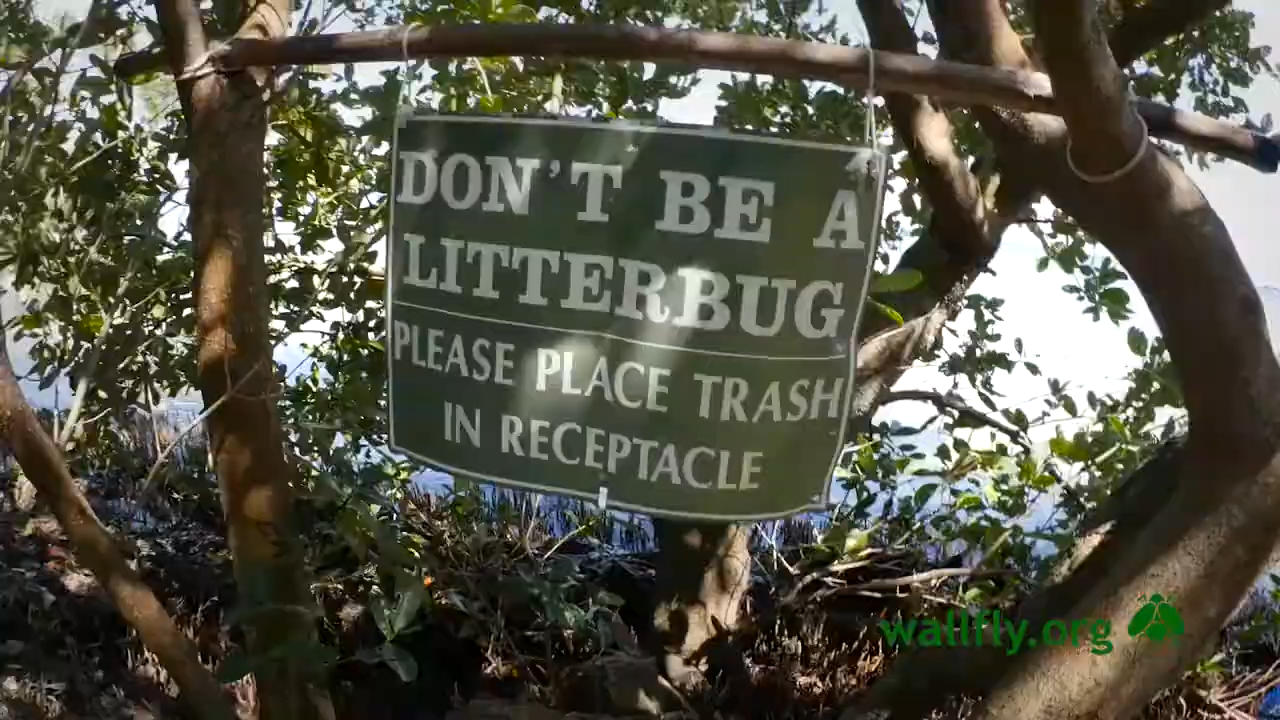 DON'T BE A
LITTERBUG
PLEASE PLACE TRASH
IN RECEPTACLE
wallfly.org